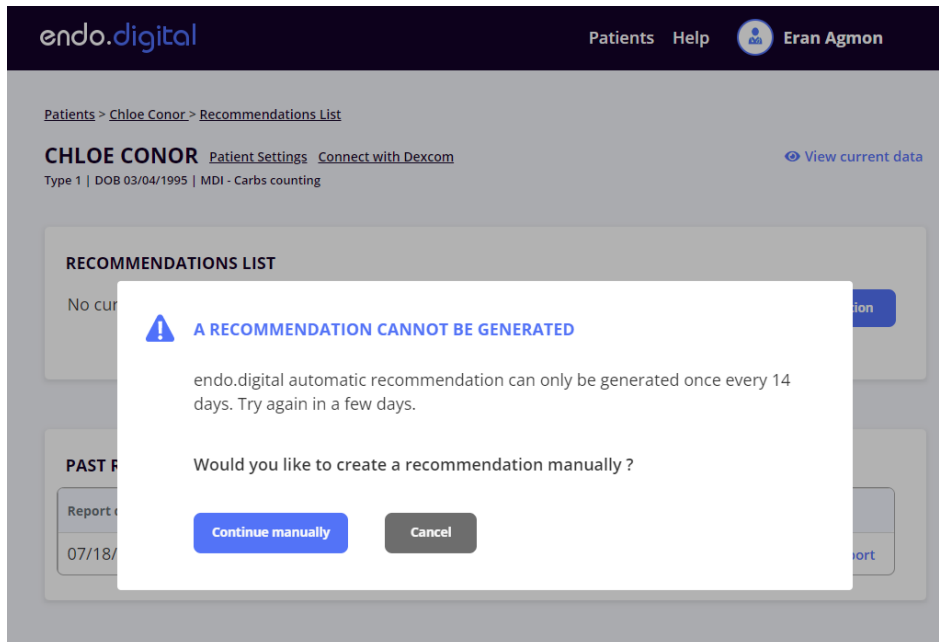 endo.digital
Patients Help Eran Agmon
Patients > Chloe Conor > Recommendations List
CHLOE CONOR Patient Settings Connect with Dexcom View current data
Type 1 | DOB 03/04/1995 | MDI - Carbs counting
RECOMMENDATIONS LIST
No
A RECOMMENDATION CANNOT BE GENERATED
endo.digital automatic recommendation can only be generated once every 14
days. Try again in a few days.
Would you like to create a recommendation manually ?
Continue manually Cancel
PAST
Report
07/18/